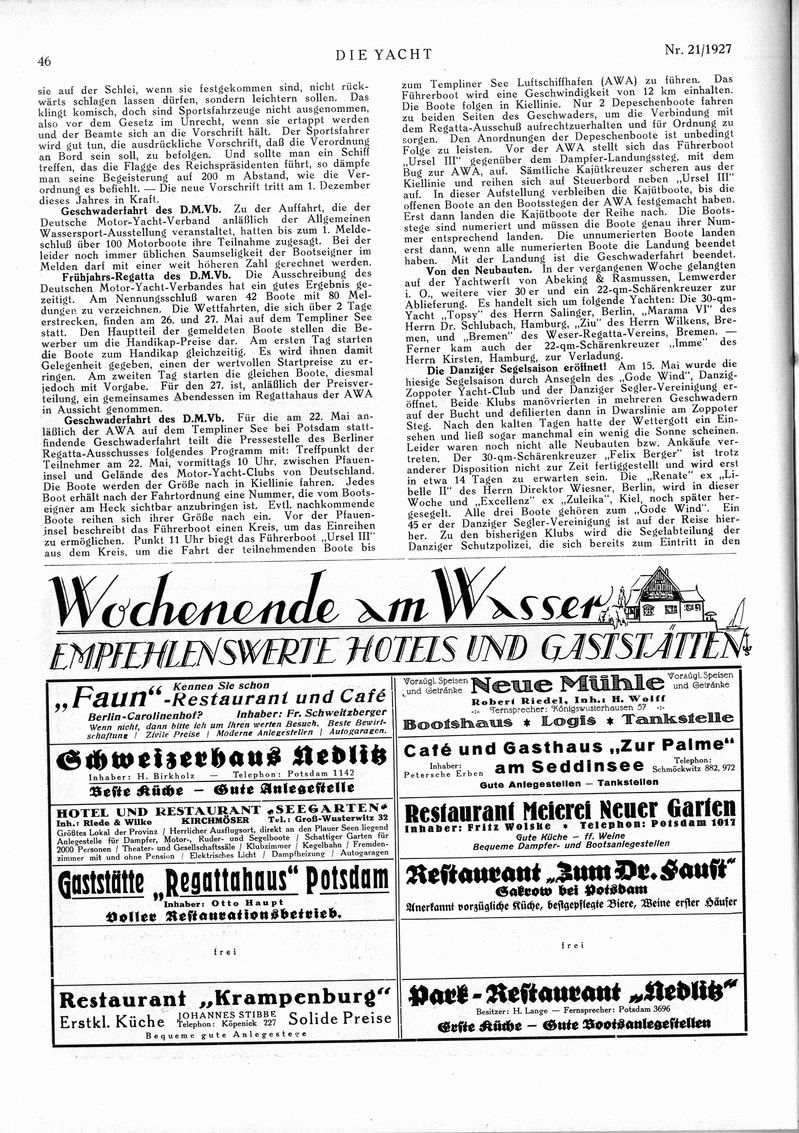 46
DIE YACHT
Nr. 21/1927
sie auf der Schlei, wenn sie festgekommen sind, nicht rück-
wärts schlagen lassen dürfen, sondern leichtern sollen. Das
klingt komisch, doch sind Sportsfahrzeuge nicht ausgenommen,
also vor dem Gesetz im Unrecht, wenn sie ertappt werden
und der Beamte sich an die Vorschrift hält. Der Sportsfahrer
wird gut tun, die ausdrückliche Vorschrift, daß die Verordnung
an Bord sein soll, zu befolgen. Und sollte man ein Schiff
treffen, das die Flagge des Reichspräsidenten führt, so dämpfe
man seine Begeisterung auf 200 m Abstand, wie die Ver-
ordnung es befiehlt. — Die neue Vorschrift tritt am 1. Dezember
dieses Jahres in Kraft.
Geschwaderfahrt des D.M.Vb. Zu der Auffahrt, die der
Deutsche Motor-Yacht-Verband anläßlich der Allgemeinen
Wassersport-Ausstellung veranstaltet, hatten bis zum 1. Melde-
schluß über 100 Motorboote ihre Teilnahme zugesagt. Bei der
leider noch immer üblichen Saumseligkeit der Bootseigner im
Melden darf mit einer weit höheren Zahl gerechnet werden.
Frühjahrs-Regatta des D.M.Vb. Die Ausschreibung des
Deutschen Motor-Yacht-Verbandes hat ein gutes Ergebnis ge-
zeitigt. Am Nennungsschluß waren 42 Boote mit 80 Mel-
dungen zu verzeichnen. Die Wettfahrten, die sich über 2 Tage
erstrecken, finden am 26. und 27. Mai auf dem Templiner See
statt. Den Hauptteil der gemeldeten Boote stellen die Be-
werber um die Handikap-Preise dar. Am ersten Tag starten
die Boote zum Handikap gleichzeitig. Es wird ihnen damit
Gelegenheit gegeben, einen der wertvollen Startpreise zu er-
ringen. Am zweiten Tag starten die gleichen Boote, diesmal
jedoch mit Vorgabe. Für den 27. ist, anläßlich der Preisver-
teilung, ein gemeinsames Abendessen im Regattahaus der AWA
in Aussicht genommen.
Geschwaderfahrt des D.M.Vb. Für die am 22. Mai an-
läßlich der AWA auf dem Templiner See bei Potsdam statt-
findende Geschwaderfahrt teilt die Pressestelle des Berliner
Regatta-Ausschusses folgendes Programm mit: Treffpunkt der
Teilnehmer am 22. Mai, vormittags 10 Uhr, zwischen Pfauen-
insel und Gelände des Motor-Yacht-Clubs von Deutschland.
Die Boote werden der Größe nach in Kiellinie fahren. Jedes
Boot erhält nach der Fahrtordnung eine Nummer, die vom Boots-
eigner am Heck sichtbar anzubringen ist. Evtl. nachkommende
Boote reihen sich ihrer Größe nach ein. Vor der Pfauen-
insel beschreibt das Führerboot einen Kreis, um das Einreihen
zu ermöglichen. Punkt 11 Uhr biegt das Führerboot „Ursel III“
aus dem Kreis, um die Fahrt der teilnehmenden Boote bis
zum Templiner See Luftschiffhafen (AWA) zu führen. Das
Führerboot wird eine Geschwindigkeit von 12 km einhalten.
Die Boote folgen in Kiellinie. Nur 2 Depeschenboote fahren
zu beiden Seiten des Geschwaders, um die Verbindung mit
dem Regatta-Ausschuß aufrechtzuerhalten und für Ordnung zu
sorgen. Den Anordnungen der Depeschenboote ist unbedingt
Folge zu leisten. Vor der AWA stellt sich das Führerboot
„Ursel III“ gegenüber dem Dampfer-Landungssteg, mit dem
Bug zur AWA, auf. Sämtliche Kajütkreuzer scheren aus der
Kiellinie und reihen sich auf Steuerbord neben „Ursel III“
auf. In dieser Aufstellung verbleiben die Kajütboote, bis die
offenen Boote an den Bootsstegen der AWA festgemacht haben.
Erst dann landen die Kajütboote der Reihe nach. Die Boots-
stege sind numeriert und müssen die Boote genau ihrer Num-
mer entsprechend landen. Die unnumerierten Boote landen
erst dann, wenn alle numerierten Boote die Landung beendet
haben. Mit der Landung ist die Geschwaderfahrt beendet.
Von den Neubauten. In der vergangenen Woche gelangten
auf der Yachtwerft von Abeking & Rasmussen, Lemwerder
i. O., weitere vier 30 er und ein 22-qm-Schärenkreuzer zur
Ablieferung. Es handelt sich um folgende Yachten: Die 30-qm-
Yacht „Topsy“ des Herrn Salinger, Berlin, „Marama VI“ des
Herrn Dr. Schlubach, Hamburg, „Ziu“ des Herrn Wilkens, Bre-
men, und „Bremen“ des Weser-Regatta-Vereins, Bremen. —
Ferner kam auch der 22-qm-Schärenkreuzer „Imme“ des
Herrn Kirsten, Hamburg, zur Verladung.
Die Danziger Segelsaison eröffnet! Am 15. Mai wurde die
hiesige Segelsaison durch Ansegeln des „Gode Wind“, Danzig-
Zoppoter Yacht-Club und der Danziger Segler-Vereinigung er-
öffnet. Beide Klubs manövrierten in mehreren Geschwadern
auf der Bucht und defilierten dann in Dwarslinie am Zoppoter
Steg. Nach den kalten Tagen hatte der Wettergott ein Ein-
sehen und ließ sogar manchmal ein wenig die Sonne scheinen.
Leider waren noch nicht alle Neubauten bzw. Ankäufe ver-
treten. Der 30-qm-Schärenkreuzer „Felix Berger“ ist trotz
anderer Disposition nicht zur Zeit fertiggestellt und wird erst
in etwa 14 Tagen zu erwarten sein. Die „Renate“ ex „Li-
belle II“ des Herrn Direktor Wiesner, Berlin, wird in dieser
Woche und „Excellenz“ ex „Zuleika“, Kiel, noch später her-
gesegelt. Alle drei Boote gehören zum „Gode Wind“. Ein
45 er der Danziger Segler-Vereinigung ist auf der Reise hier-
her. Zu den bisherigen Klubs wird die Segelabteilung der
Danziger Schutzpolizei, die sich bereits zum Eintritt in den
Wochenende am Wasser
EMPFEHLENSWERTE HOTELS UND GASTSTÄTTEN
Kennen Sie schon
„Faun“-Restaurant und Café
Berlin-Carolinenhof? Inhaber: Fr. Schweitzberger
Wenn nicht, dann bitte ich um Ihren werten Besuch. Beste Bewirt-
schaftung / Zivile Preise / Moderne Anlegestellen / Autogaragen.
Schweizerhaus Nedlitz
Inhaber: H. Birkholz — Telephon: Potsdam 1142
Beste Küche — Gute Anlegestelle
HOTEL UND RESTAURANT „SEEGARTEN“
Inh.: Riede & Wilke KIRCHMÖSER Tel.: Groß-Wusterwitz 32
Größtes Lokal der Provinz / Herrlicher Ausflugsort, direkt an den Plauer Seen liegend
Anlegestelle für Dampfer, Motor-, Ruder- und Segelboote / Schattiger Garten für
2000 Personen / Theater- und Gesellschaftssäle / Klubzimmer / Kegelbahn / Fremden-
zimmer mit und ohne Pension / Elektrisches Licht / Dampfheizung / Autogaragen
Gaststätte „Regattahaus“ Potsdam
Inhaber: Otto Haupt
Voller Restaurationsbetrieb.
frei
Restaurant „Krampenburg“
Erstkl. Küche JOHANNES STIBBE Telephon: Köpenick 227 Solide Preise
Bequeme gute Anlegestege
Vorzügl. Speisen und Getränke Neue Mühle Vorzügl. Speisen und Getränke
Robert Riedel, Inh.: H. Wolff
Fernsprecher: Königswusterhausen 57
Bootshaus * Logis * Tankstelle
Café und Gasthaus „Zur Palme“
Inhaber: Petersche Erben am Seddinsee Telephon: Schmöckwitz 882, 972
Gute Anlegestellen — Tankstellen
Restaurant Meierei Neuer Garten
Inhaber: Fritz Wolske * Telephon: Potsdam 1017
Gute Küche — ff. Weine
Bequeme Dampfer- und Bootsanlegestellen
Restaurant „Zum Dr. Faust“
Sakrow bei Potsdam
Anerkannt vorzügliche Küche, bestgepflegte Biere, Weine erster Häuser
frei
Park-Restaurant „Nedlitz“
Besitzer: H. Lange — Fernsprecher: Potsdam 3696
Erste Küche — Gute Bootsanlegestellen